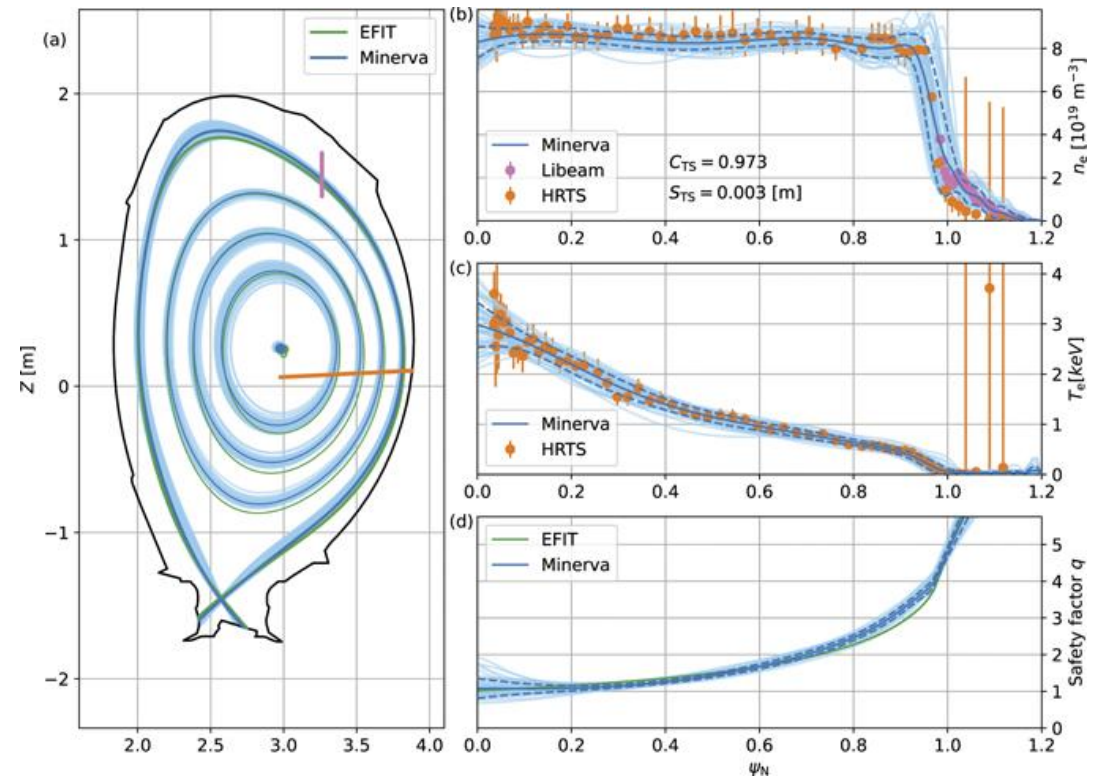 (a)
EFIT
Minerva
Z [m]
2
1
0
−1
−2
2.0 2.5 3.0 3.5 4.0
(b)
Minerva
Libeam
HRTS
C_TS = 0.973
S_TS = 0.003 [m]
n_e [10^19 m^−3]
8
6
4
2
0
0.0 0.2 0.4 0.6 0.8 1.0 1.2
(c)
Minerva
HRTS
T_e[keV]
4
3
2
1
0
0.0 0.2 0.4 0.6 0.8 1.0 1.2
(d)
EFIT
Minerva
Safety factor q
5
4
3
2
1
0
0.0 0.2 0.4 0.6 0.8 1.0 1.2
ψ_N